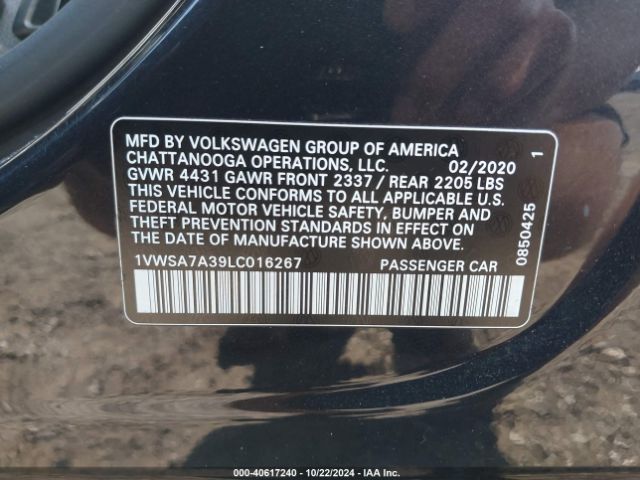 MFD BY VOLKSWAGEN GROUP OF AMERICA
CHATTANOOGA OPERATIONS, LLC. 02/2020
GVWR 4431 GAWR FRONT 2337 / REAR 2205 LBS
THIS VEHICLE CONFORMS TO ALL APPLICABLE U.S.
FEDERAL MOTOR VEHICLE SAFETY, BUMPER AND
THEFT PREVENTION STANDARDS IN EFFECT ON
THE DATE OF MANUFACTURE SHOWN ABOVE.
1VWSA7A39LC016267 PASSENGER CAR
0850425 1
000-40617240 - 10/22/2024 - IAA Inc.